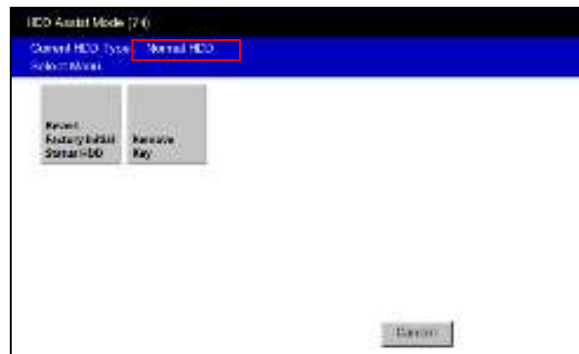 HDD Assist Mode (74)
Current HDD Type: Normal HDD
Select Menu
Revert
Factory Initial
Status HDD
Remove
Key
Cancel